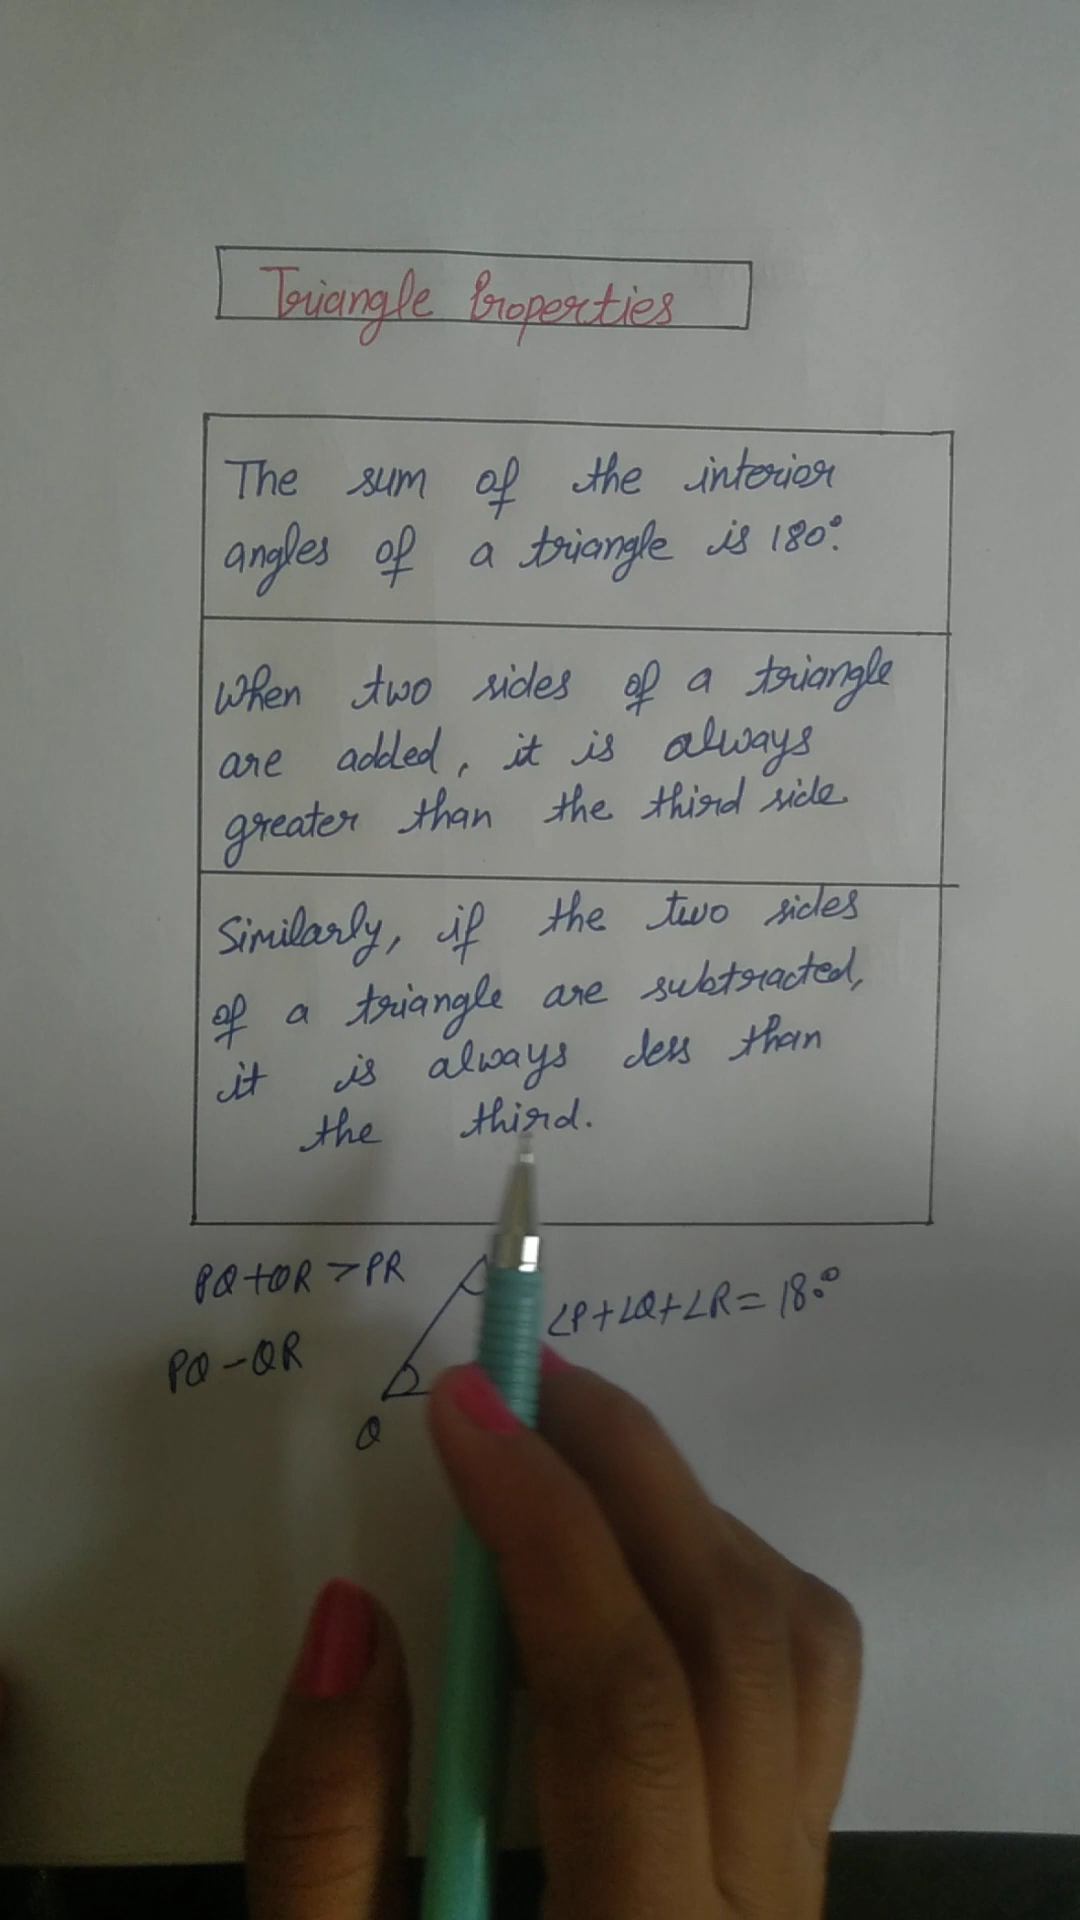 Triangle Properties
The sum of the interior
angles of a triangle is 180°.
When two sides of a triangle
are added, it is always
greater than the third side.
Similarly, if the two sides
of a triangle are subtracted,
it is always less than
the third.
PQ+QR >PR
∠P+∠Q+∠R= 180°
PQ-QR
Q